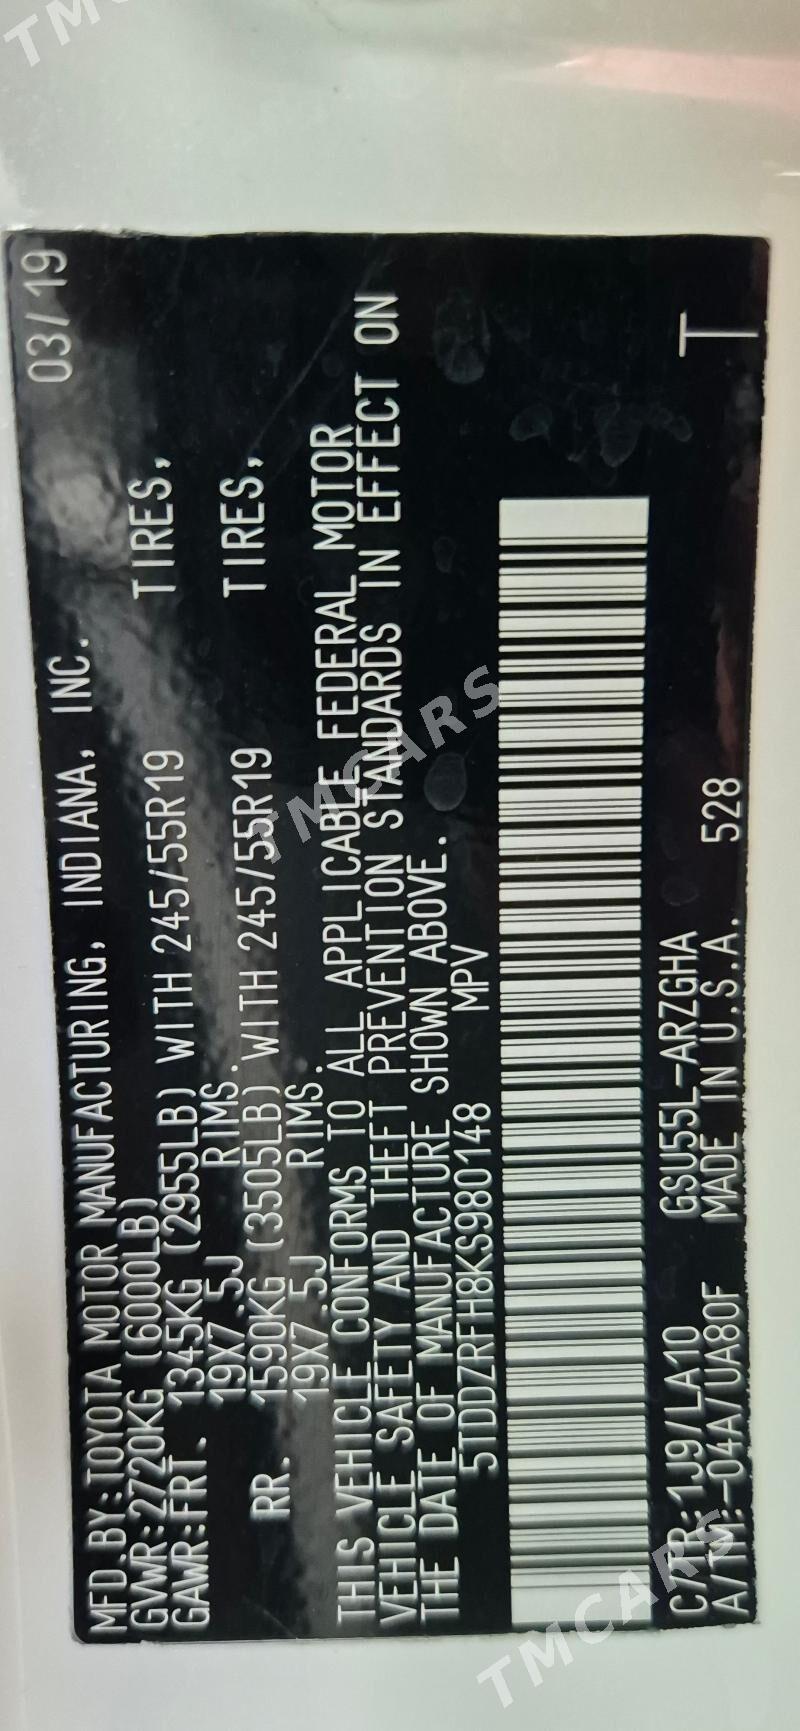 MFD.BY:TOYOTA MOTOR MANUFACTURING, INDIANA, INC. 03/19
GVWR:2720KG (6000LB)
GAWR:FRT. 1345KG (2955LB) WITH 245/55R19 TIRES,
19X7.5J RIMS.
RR. 1590KG (3505LB) WITH 245/55R19 TIRES,
19X7.5J RIMS.
THIS VEHICLE CONFORMS TO ALL APPLICABLE FEDERAL MOTOR
VEHICLE SAFETY AND THEFT PREVENTION STANDARDS IN EFFECT ON
THE DATE OF MANUFACTURE SHOWN ABOVE.
5TDDZRFH8KS980148 MPV
C/TR:1J9/LA10 GSU55L-ARZGHA
A/TM:-04A/UA80F MADE IN U.S.A. 528 T
TMCARS
TMCARS